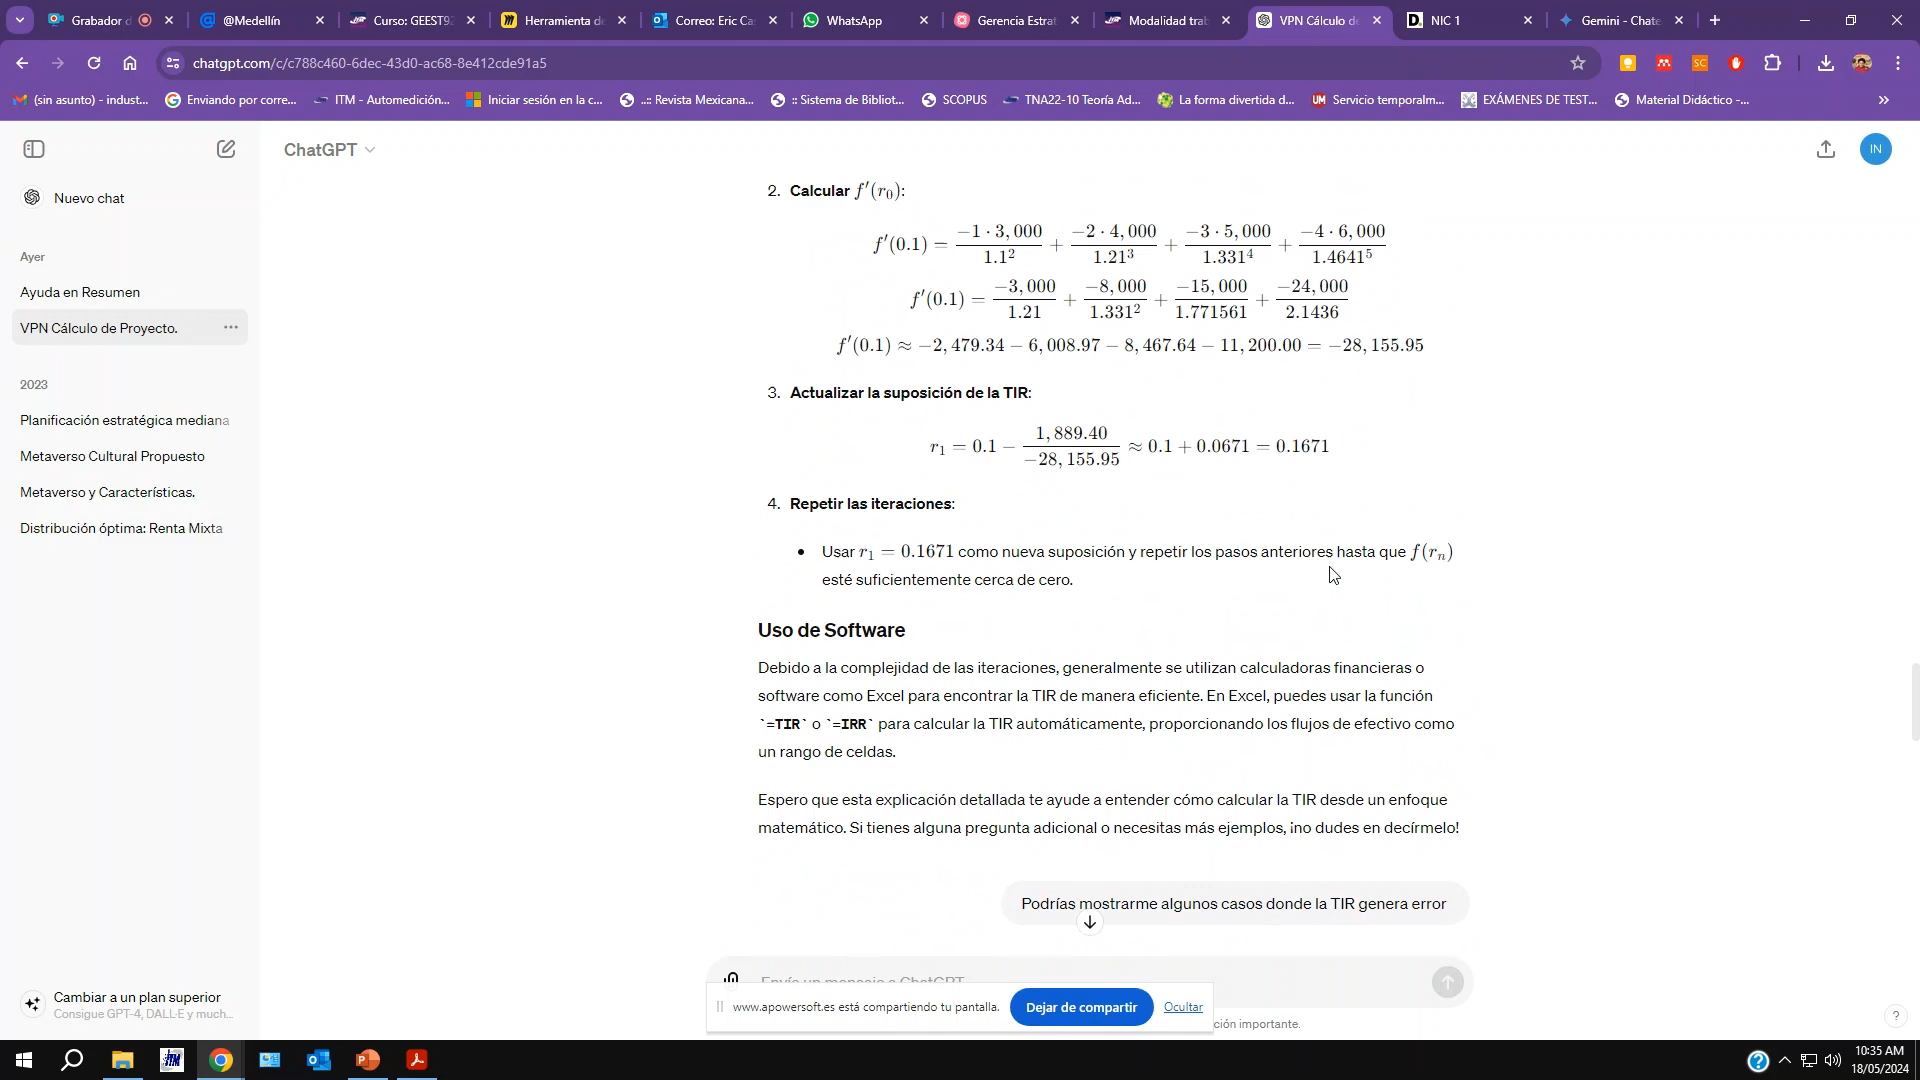 Grabador d
@Medellín
Curso: GEEST92
Herramienta de
Correo: Eric Ca
WhatsApp
Gerencia Estrat
Modalidad trab
VPN Cálculo de
NIC 1
Gemini - Chate
chatgpt.com/c/c788c460-6dec-43d0-ac68-8e412cde91a5
(sin asunto) - indust...
Enviando por corre...
ITM - Automedición...
Iniciar sesión en la c...
..:: Revista Mexicana...
:: Sistema de Bibliot...
SCOPUS
TNA22-10 Teoría Ad...
La forma divertida d...
Servicio temporalm...
EXÁMENES DE TEST...
Material Didáctico -...
ChatGPT
IN
Nuevo chat
Ayer
Ayuda en Resumen
VPN Cálculo de Proyecto.
2023
Planificación estratégica mediana
Metaverso Cultural Propuesto
Metaverso y Características.
Distribución óptima: Renta Mixta
Cambiar a un plan superior
Consigue GPT-4, DALL·E y much...
2. Calcular f′(r₀):
f′(0.1) = −1 · 3,000 / 1.1² + −2 · 4,000 / 1.21³ + −3 · 5,000 / 1.331⁴ + −4 · 6,000 / 1.4641⁵
f′(0.1) = −3,000 / 1.21 + −8,000 / 1.331² + −15,000 / 1.771561 + −24,000 / 2.1436
f′(0.1) ≈ −2,479.34 − 6,008.97 − 8,467.64 − 11,200.00 = −28,155.95
3. Actualizar la suposición de la TIR:
r₁ = 0.1 − 1,889.40 / −28,155.95 ≈ 0.1 + 0.0671 = 0.1671
4. Repetir las iteraciones:
• Usar r₁ = 0.1671 como nueva suposición y repetir los pasos anteriores hasta que f(rₙ)
esté suficientemente cerca de cero.
Uso de Software
Debido a la complejidad de las iteraciones, generalmente se utilizan calculadoras financieras o
software como Excel para encontrar la TIR de manera eficiente. En Excel, puedes usar la función
`=TIR` o `=IRR` para calcular la TIR automáticamente, proporcionando los flujos de efectivo como
un rango de celdas.
Espero que esta explicación detallada te ayude a entender cómo calcular la TIR desde un enfoque
matemático. Si tienes alguna pregunta adicional o necesitas más ejemplos, ¡no dudes en decírmelo!
Podrías mostrarme algunos casos donde la TIR genera error
Envía un mensaje a ChatGPT
www.apowersoft.es está compartiendo tu pantalla.
Dejar de compartir
Ocultar
ción importante.
?
10:35 AM
18/05/2024